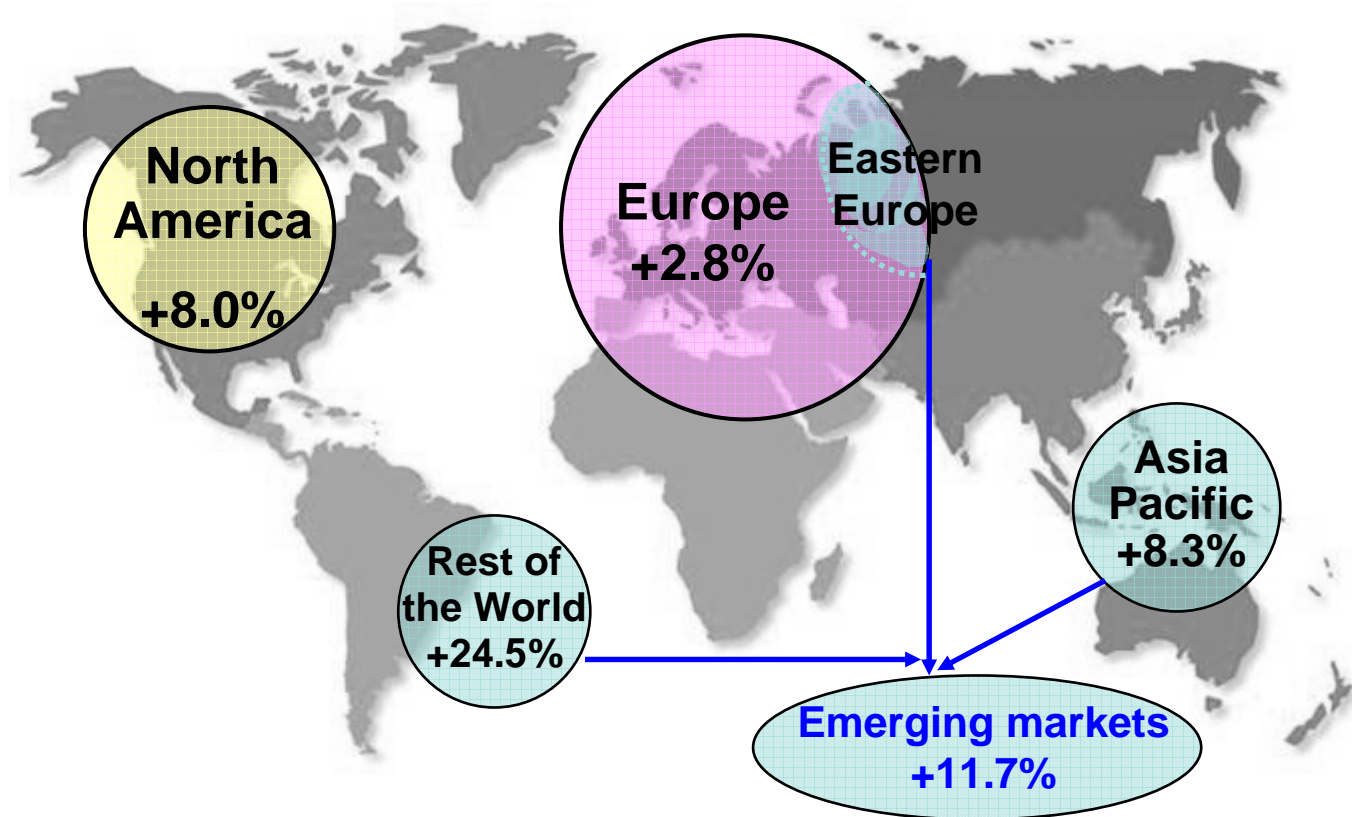 North
America
+8.0%
Europe
+2.8%
Eastern
Europe
Asia
Pacific
+8.3%
Rest of
the World
+24.5%
Emerging markets
+11.7%